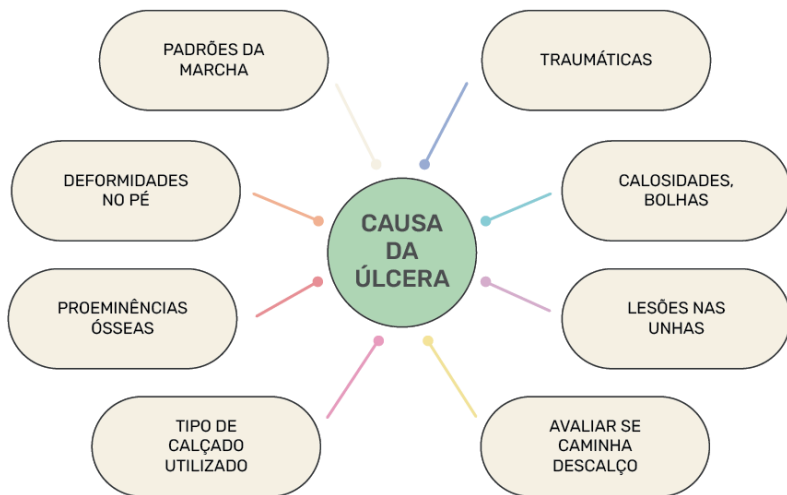 PADRÕES DA
MARCHA
TRAUMÁTICAS
DEFORMIDADES
NO PÉ
CALOSIDADES,
BOLHAS
CAUSA
DA
ÚLCERA
PROEMINÊNCIAS
ÓSSEAS
LESÕES NAS
UNHAS
TIPO DE
CALÇADO
UTILIZADO
AVALIAR SE
CAMINHA
DESCALÇO